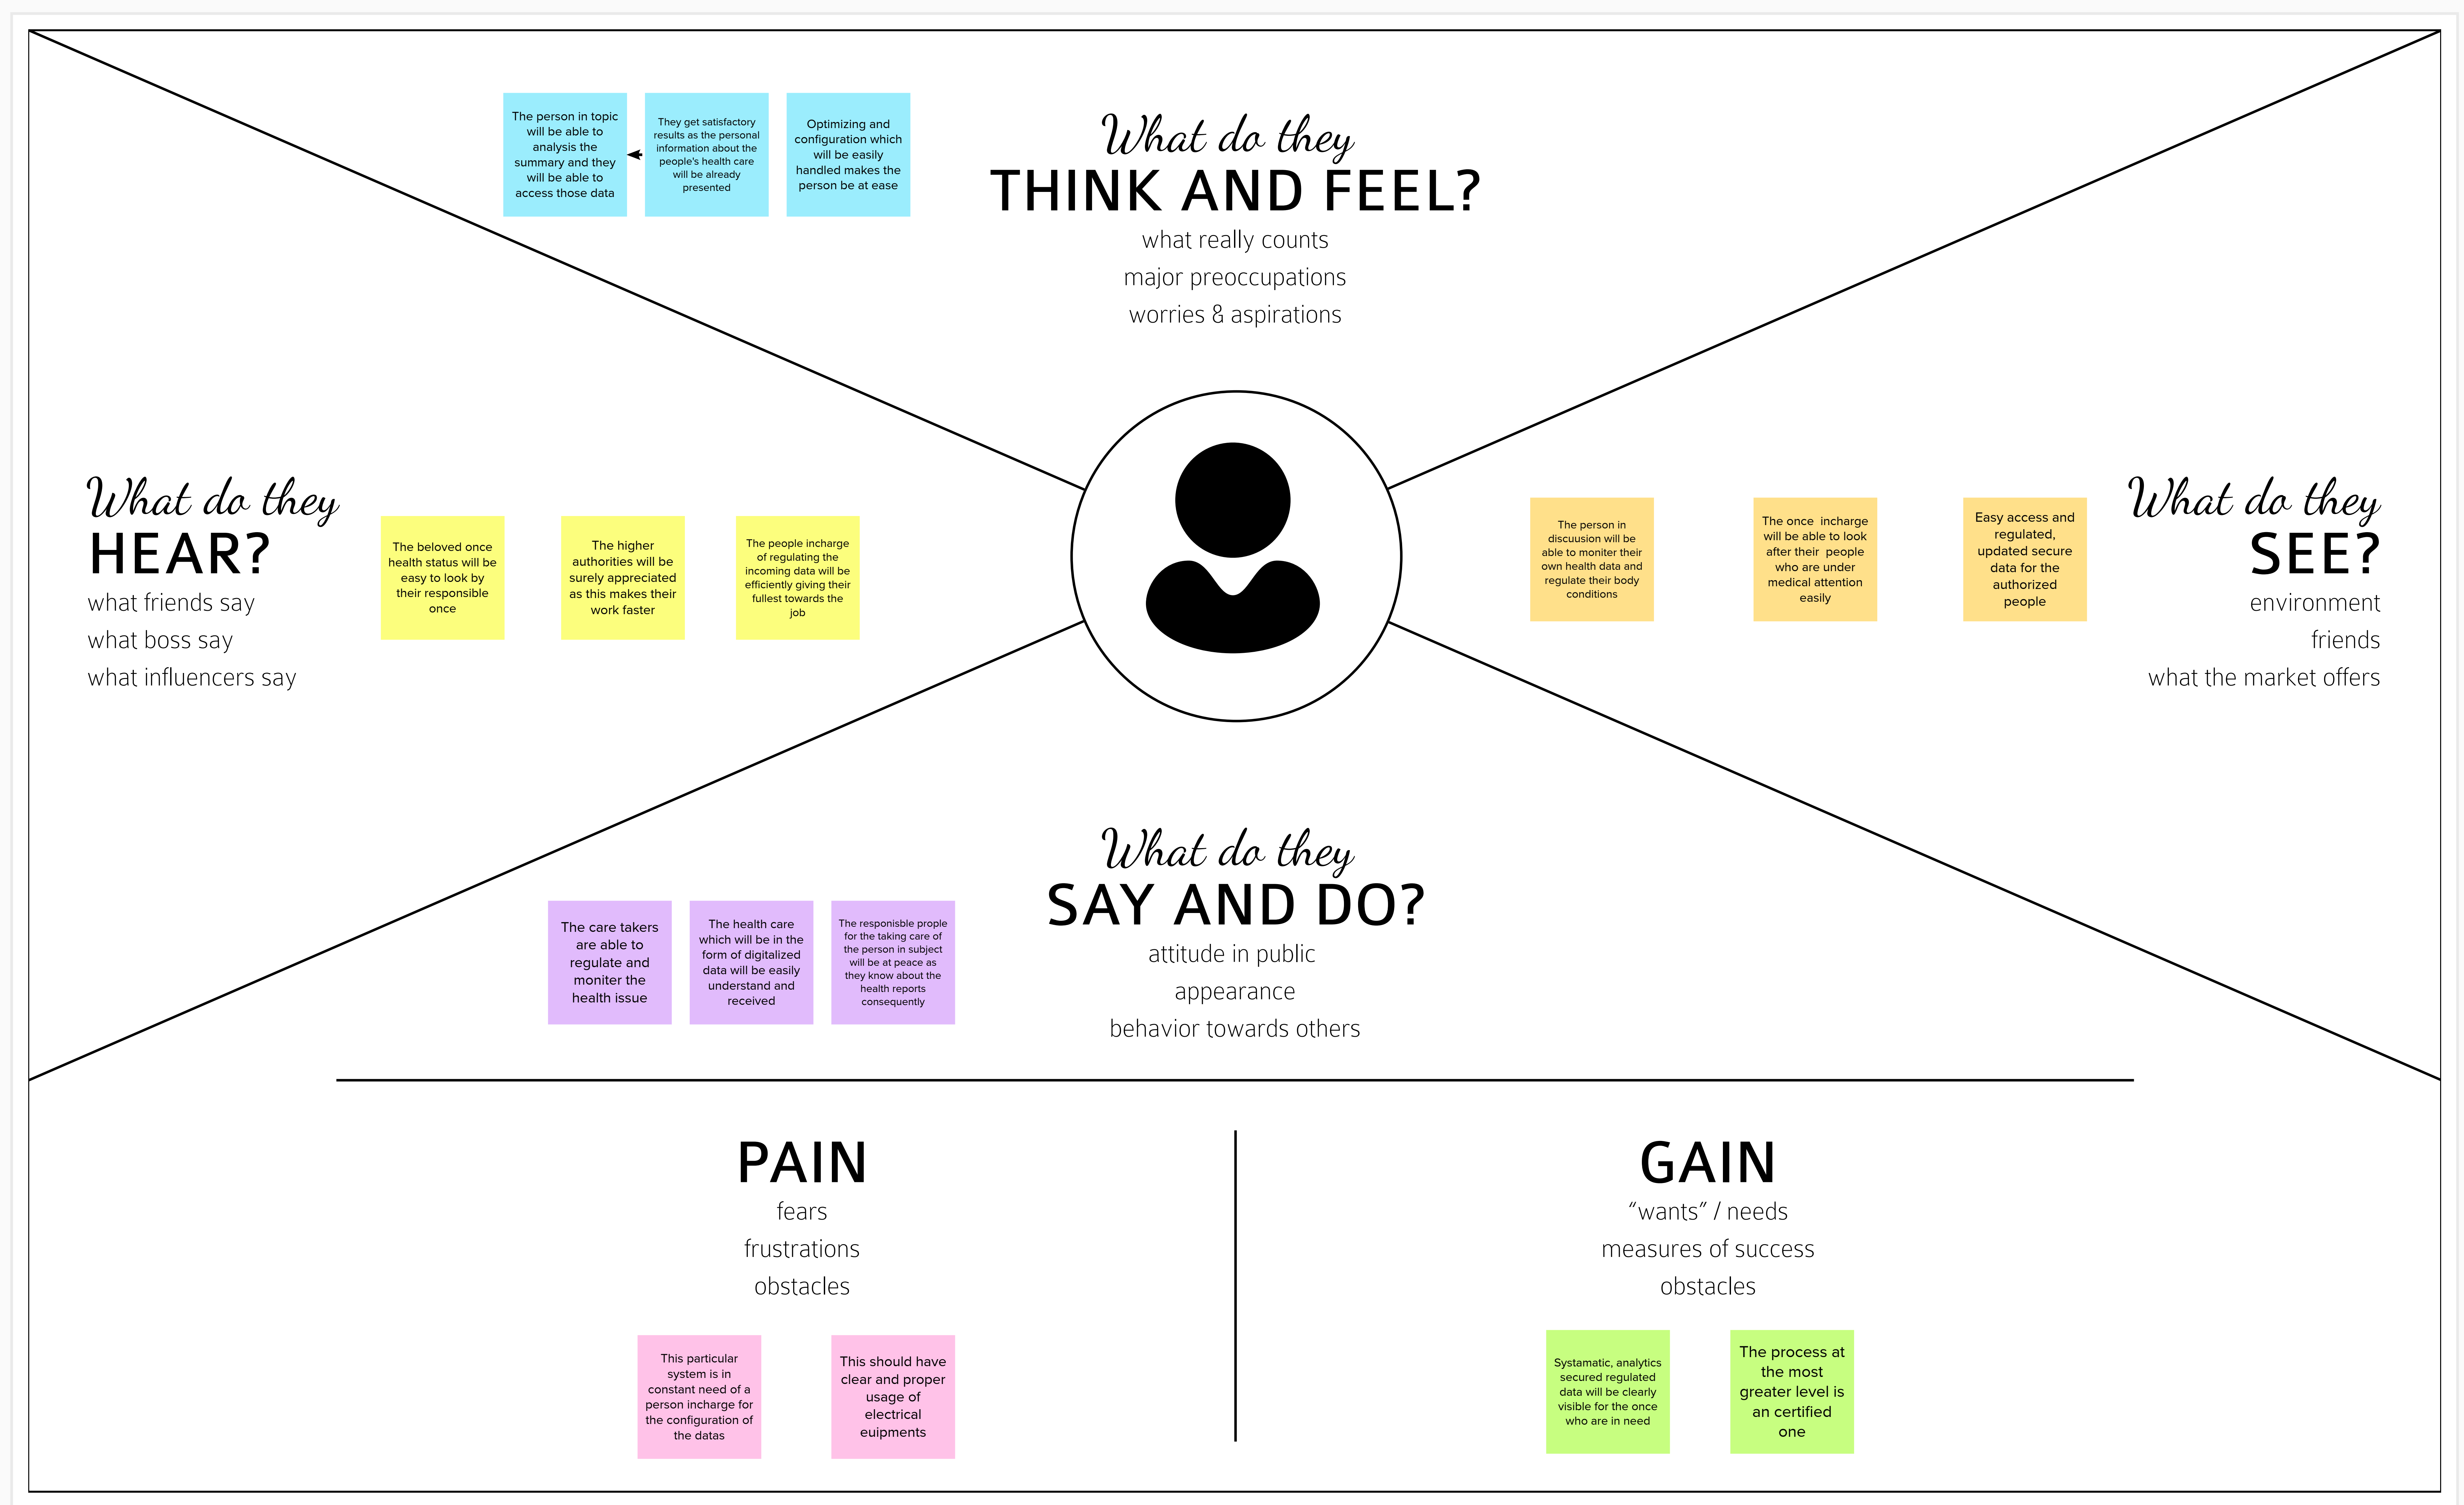 The person in topic
will be able to
analysis the
summary and they
will be able to
access those data
They get satisfactory
results as the personal
information about the
people's health care
will be already
presented
Optimizing and
configuration which
will be easily
handled makes the
person be at ease
What do they
THINK AND FEEL?
what really counts
major preoccupations
worries & aspirations
What do they
HEAR?
what friends say
what boss say
what influencers say
The beloved once
health status will be
easy to look by
their responsible
once
The higher
authorities will be
surely appreciated
as this makes their
work faster
The people incharge
of regulating the
incoming data will be
efficiently giving their
fullest towards the
job
The person in
discuusion will be
able to moniter their
own health data and
regulate their body
conditions
The once incharge
will be able to look
after their people
who are under
medical attention
easily
Easy access and
regulated,
updated secure
data for the
authorized
people
What do they
SEE?
environment
friends
what the market offers
The care takers
are able to
regulate and
moniter the
health issue
The health care
which will be in the
form of digitalized
data will be easily
understand and
received
The responisble prople
for the taking care of
the person in subject
will be at peace as
they know about the
health reports
consequently
What do they
SAY AND DO?
attitude in public
appearance
behavior towards others
PAIN
fears
frustrations
obstacles
This particular
system is in
constant need of a
person incharge for
the configuration of
the datas
This should have
clear and proper
usage of
electrical
euipments
GAIN
“wants” / needs
measures of success
obstacles
Systamatic, analytics
secured regulated
data will be clearly
visible for the once
who are in need
The process at
the most
greater level is
an certified
one